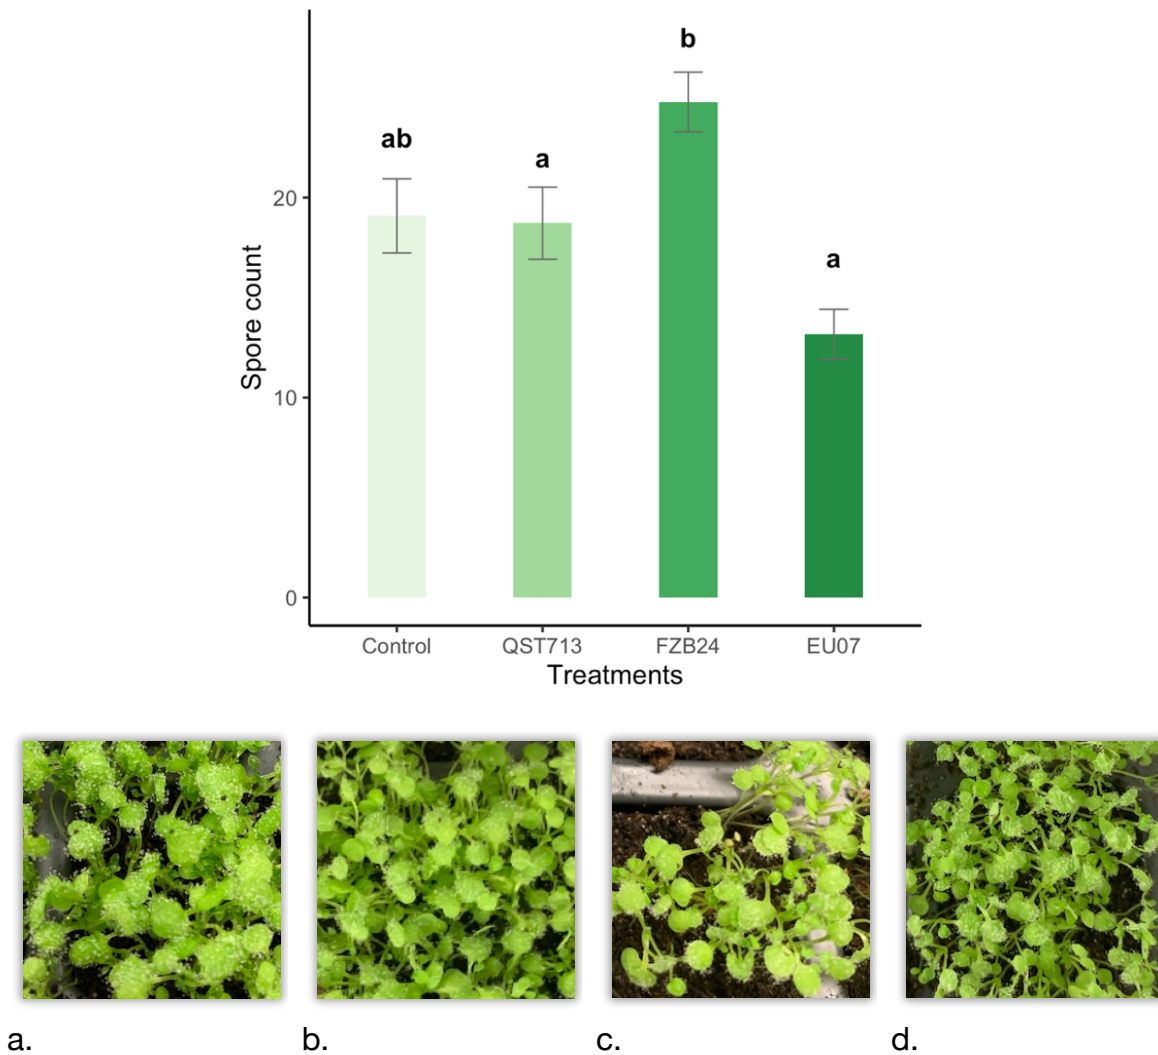 b
ab
a
20
a
Spore count
10
0
Control QST713 FZB24 EU07
Treatments
a. b. c. d.